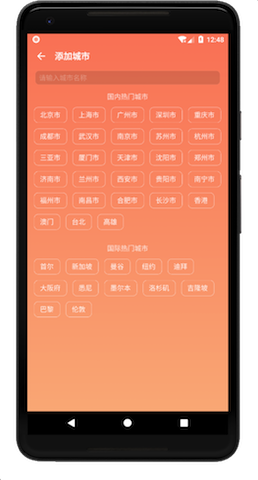 12:48
添加城市
请输入城市名称
国内热门城市
北京市 上海市 广州市 深圳市 重庆市
成都市 武汉市 南京市 苏州市 杭州市
三亚市 厦门市 天津市 沈阳市 郑州市
济南市 兰州市 西安市 贵阳市 南宁市
福州市 南昌市 合肥市 长沙市 香港
澳门 台北 高雄
国际热门城市
首尔 新加坡 曼谷 纽约 迪拜
大阪府 悉尼 墨尔本 洛杉矶 吉隆坡
巴黎 伦敦